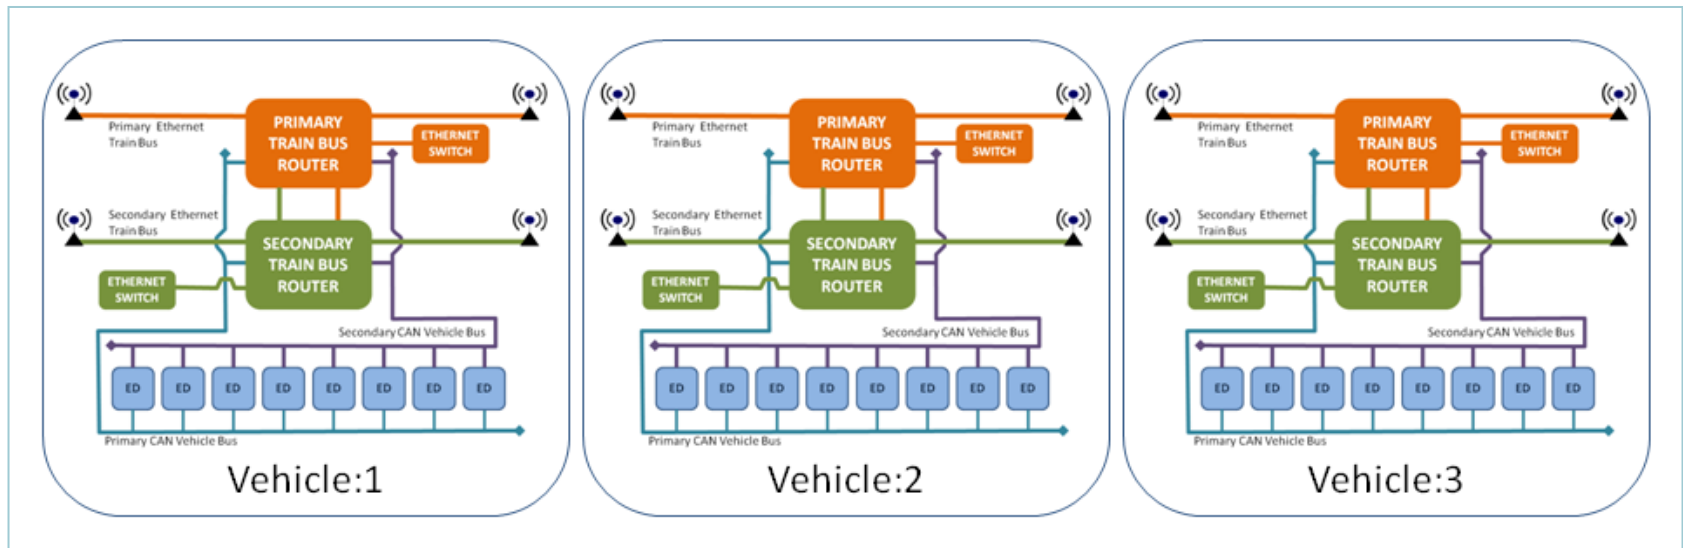 Primary Ethernet
Train Bus
PRIMARY
TRAIN BUS
ROUTER
ETHERNET
SWITCH
Secondary Ethernet
Train Bus
SECONDARY
TRAIN BUS
ROUTER
ETHERNET
SWITCH
Secondary CAN Vehicle Bus
ED ED ED ED ED ED ED ED
Primary CAN Vehicle Bus
Vehicle:1
Primary Ethernet
Train Bus
PRIMARY
TRAIN BUS
ROUTER
ETHERNET
SWITCH
Secondary Ethernet
Train Bus
SECONDARY
TRAIN BUS
ROUTER
ETHERNET
SWITCH
Secondary CAN Vehicle Bus
ED ED ED ED ED ED ED ED
Primary CAN Vehicle Bus
Vehicle:2
Primary Ethernet
Train Bus
PRIMARY
TRAIN BUS
ROUTER
ETHERNET
SWITCH
Secondary Ethernet
Train Bus
SECONDARY
TRAIN BUS
ROUTER
ETHERNET
SWITCH
Secondary CAN Vehicle Bus
ED ED ED ED ED ED ED ED
Primary CAN Vehicle Bus
Vehicle:3